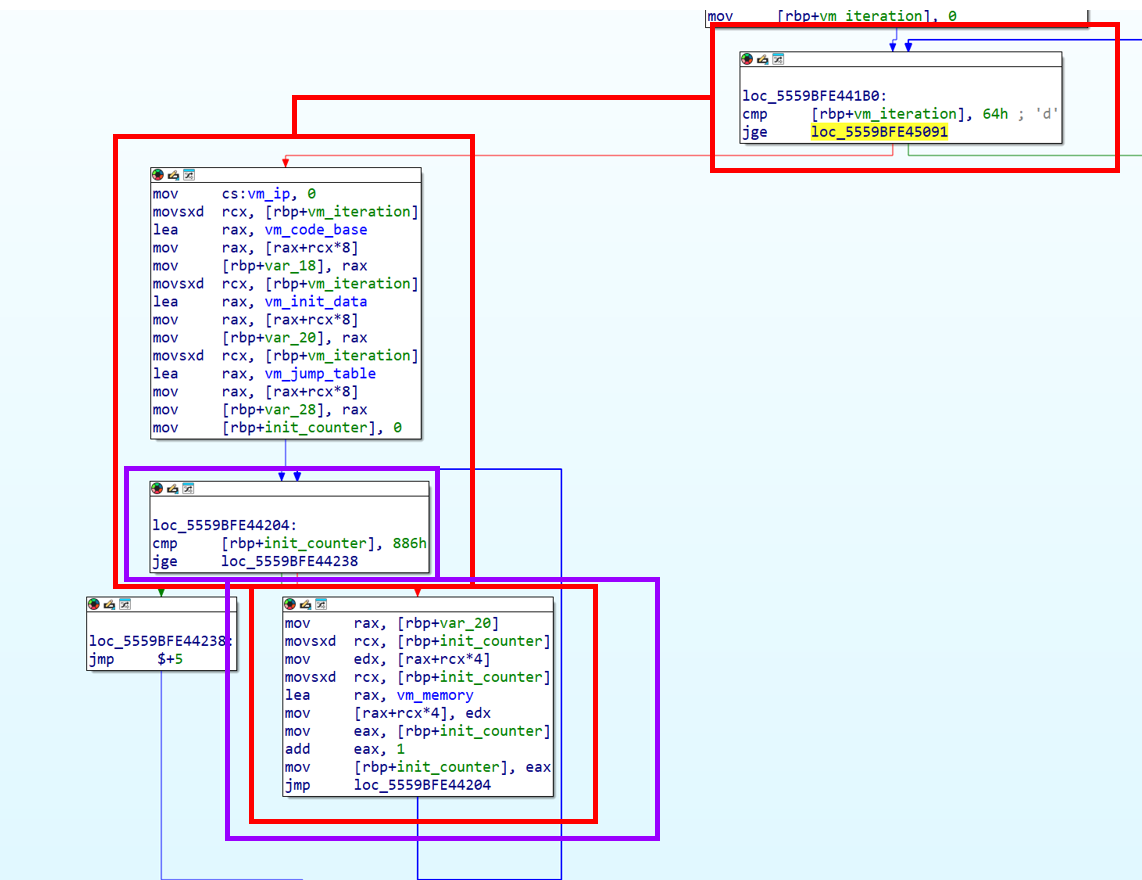 mov [rbp+vm_iteration], 0
loc_5559BFE441B0:
cmp [rbp+vm_iteration], 64h ; 'd'
jge loc_5559BFE45091
mov cs:vm_ip, 0
movsxd rcx, [rbp+vm_iteration]
lea rax, vm_code_base
mov rax, [rax+rcx*8]
mov [rbp+var_18], rax
movsxd rcx, [rbp+vm_iteration]
lea rax, vm_init_data
mov rax, [rax+rcx*8]
mov [rbp+var_20], rax
movsxd rcx, [rbp+vm_iteration]
lea rax, vm_jump_table
mov rax, [rax+rcx*8]
mov [rbp+var_28], rax
mov [rbp+init_counter], 0
loc_5559BFE44204:
cmp [rbp+init_counter], 886h
jge loc_5559BFE44238
loc_5559BFE44238:
jmp $+5
mov rax, [rbp+var_20]
movsxd rcx, [rbp+init_counter]
mov edx, [rax+rcx*4]
movsxd rcx, [rbp+init_counter]
lea rax, vm_memory
mov [rax+rcx*4], edx
mov eax, [rbp+init_counter]
add eax, 1
mov [rbp+init_counter], eax
jmp loc_5559BFE44204